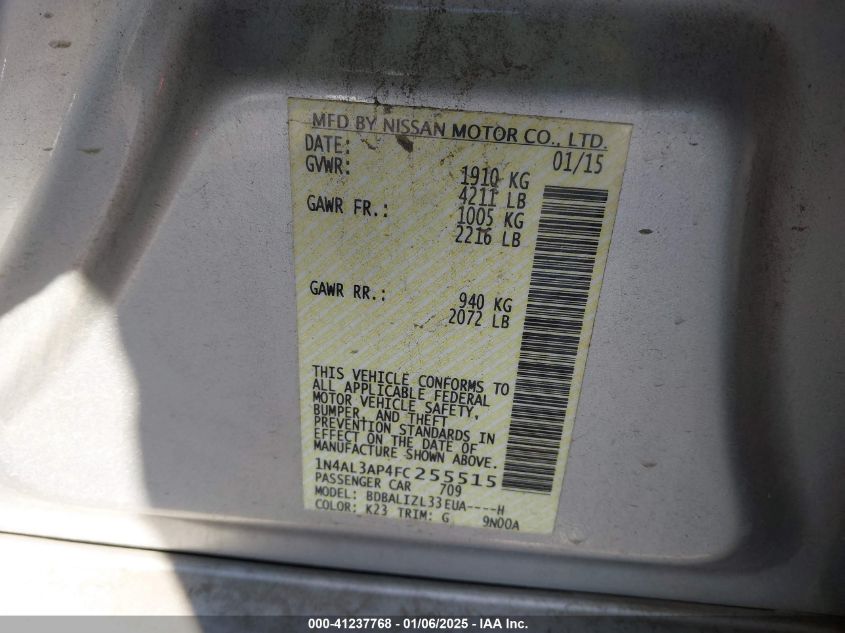 MFD BY NISSAN MOTOR CO., LTD.
DATE: 01/15
GVWR: 1910 KG
4211 LB
GAWR FR.: 1005 KG
2216 LB
GAWR RR.: 940 KG
2072 LB
THIS VEHICLE CONFORMS TO
ALL APPLICABLE FEDERAL
MOTOR VEHICLE SAFETY,
BUMPER, AND THEFT
PREVENTION STANDARDS IN
EFFECT ON THE DATE OF
MANUFACTURE SHOWN ABOVE.
1N4AL3AP4FC255515
PASSENGER CAR 709
MODEL: BDBALIZL33EUA----H
COLOR: K23 TRIM: G 9N00A
000-41237768 - 01/06/2025 - IAA Inc.